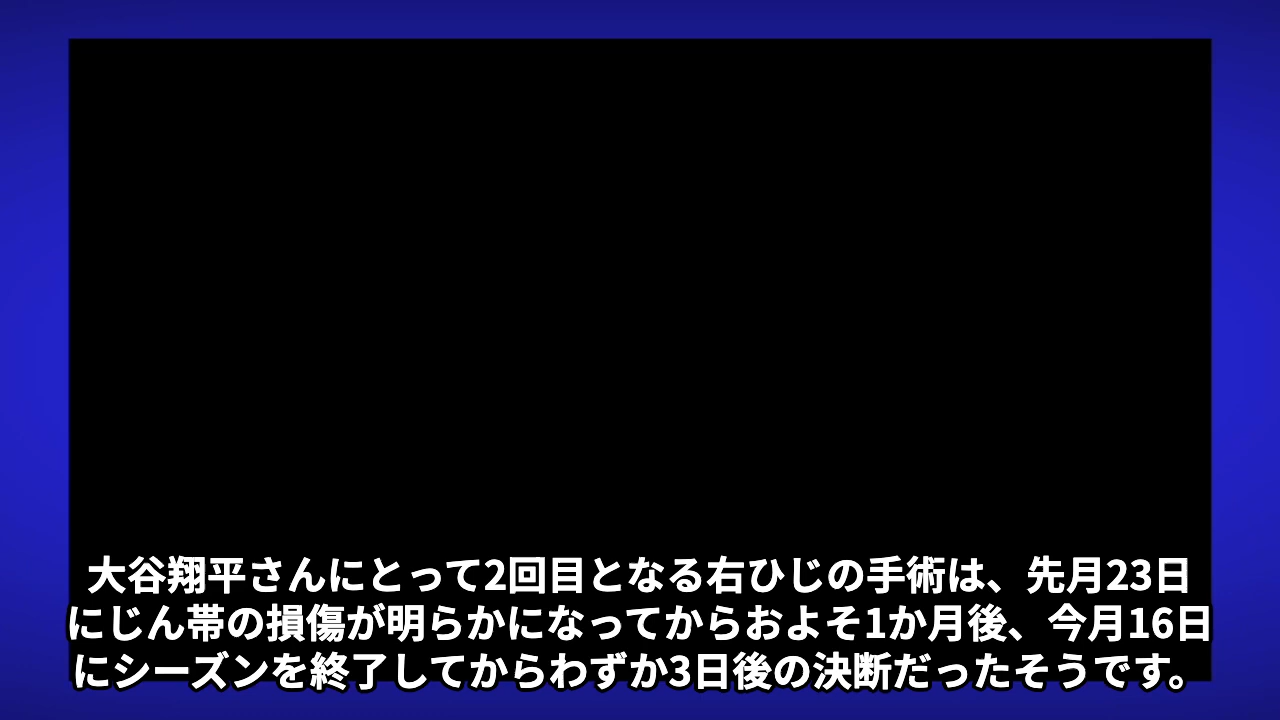 大谷翔平さんにとって2回目となる右ひじの手術は、先月23日
にじん帯の損傷が明らかになってからおよそ1か月後、今月16日
にシーズンを終了してからわずか3日後の決断だったそうです。